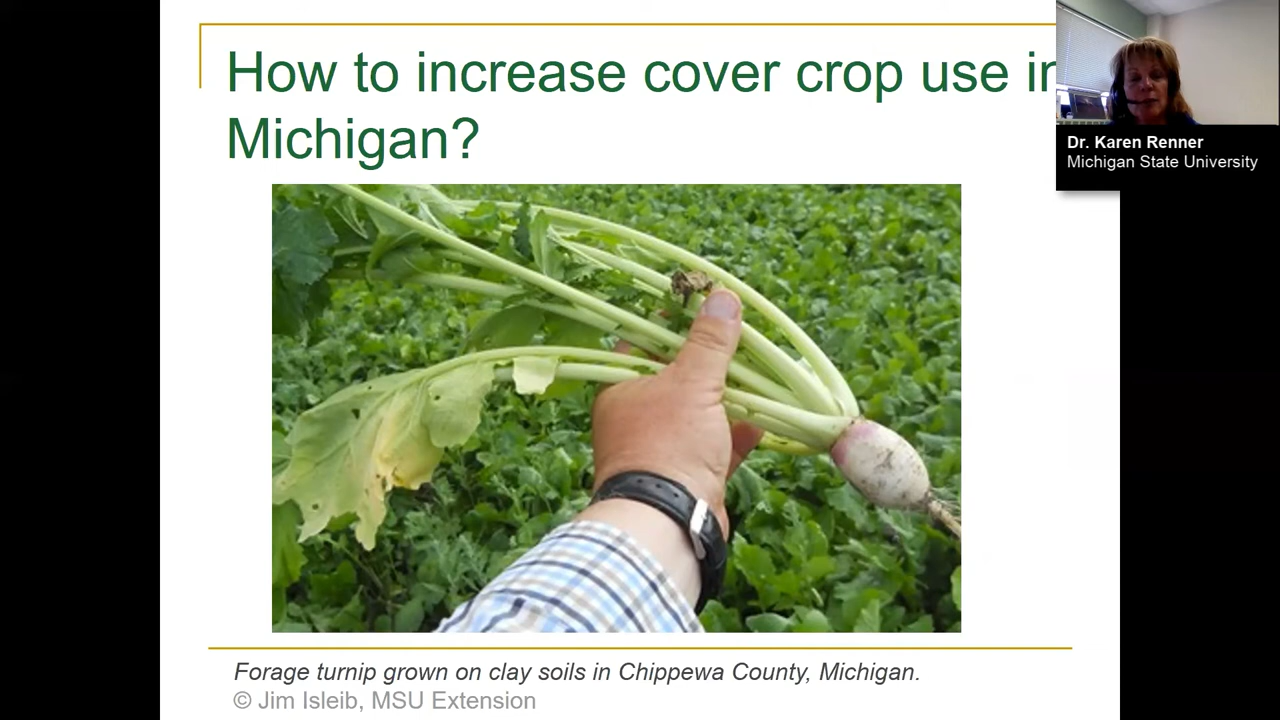 How to increase cover crop use in
Michigan?
Dr. Karen Renner
Michigan State University
Forage turnip grown on clay soils in Chippewa County, Michigan.
© Jim Isleib, MSU Extension